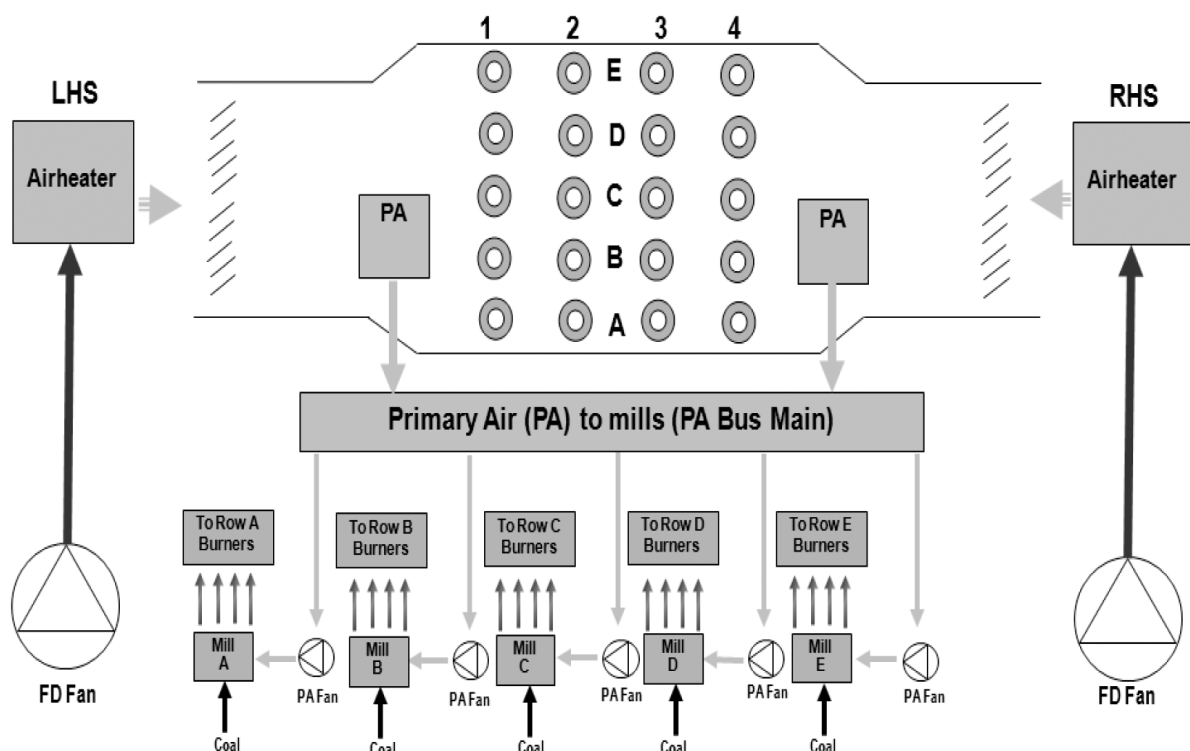 1 2 3 4
E
LHS
RHS
D
Airheater
Airheater
C
PA
PA
B
A
Primary Air (PA) to mills (PA Bus Main)
To Row A
Burners
To Row B
Burners
To Row C
Burners
To Row D
Burners
To Row E
Burners
Mill
A
Mill
B
Mill
C
Mill
D
Mill
E
FD Fan
PA Fan
PA Fan
PA Fan
PA Fan
PA Fan
FD Fan
Coal
Coal
Coal
Coal
Coal